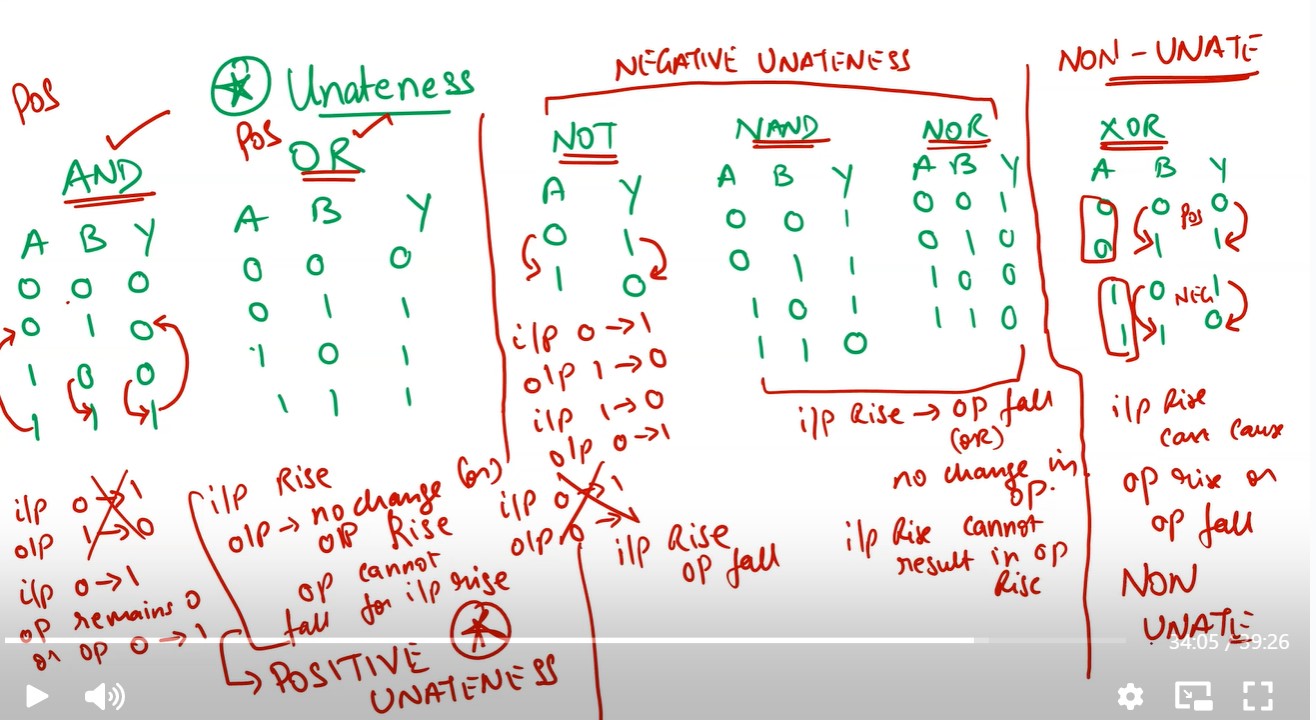 Unateness
POS
AND
A B Y
0 0 0
0 1 0
1 0 0
1 1 1
i/p 0 → 1
o/p 1 → 0
i/p 0 → 1
op remains 0
or op 0 → 1
POS
OR
A B Y
0 0 0
0 1 1
1 0 1
1 1 1
i/p Rise
o/p → no change (or)
o/p Rise
op cannot
fall for i/p rise
→ POSITIVE
UNATENESS
NEGATIVE UNATENESS
NOT
A Y
0 1
1 0
i/p 0 → 1
o/p 1 → 0
i/p 1 → 0
o/p 0 → 1
i/p 0 → 1
o/p 0 → 1
i/p Rise
op fall
NAND
A B Y
0 0 1
0 1 1
1 0 1
1 1 0
NOR
A B Y
0 0 1
0 1 0
1 0 0
1 1 0
i/p Rise → op fall
(OR)
no change in
op.
i/p Rise cannot
result in op
Rise
NON-UNATE
XOR
A B Y
0 0 0
POS
0 1 1
1 0 1
NEG
1 1 0
i/p Rise
can cause
op rise or
op fall
NON
UNATE
34:05 / 39:26